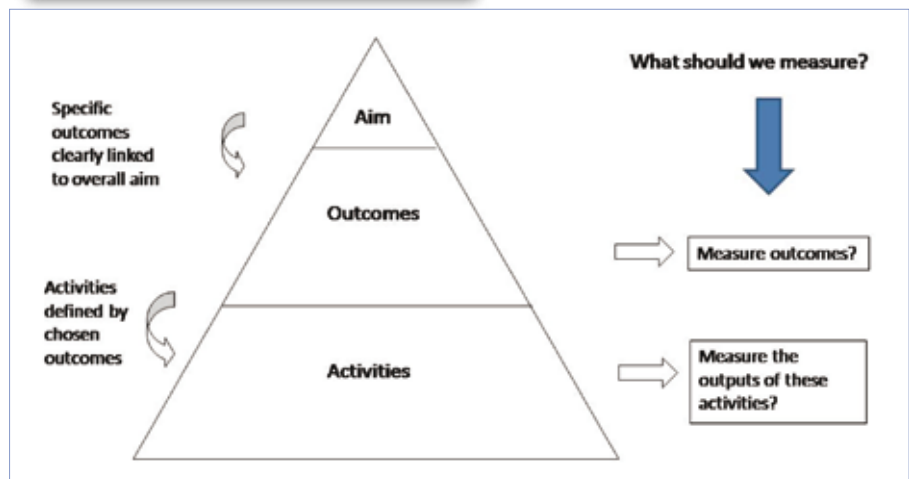 What should we measure?
Specific
outcomes
clearly linked
to overall aim
Aim
Outcomes
Measure outcomes?
Activities
defined by
chosen
outcomes
Activities
Measure the
outputs of these
activities?